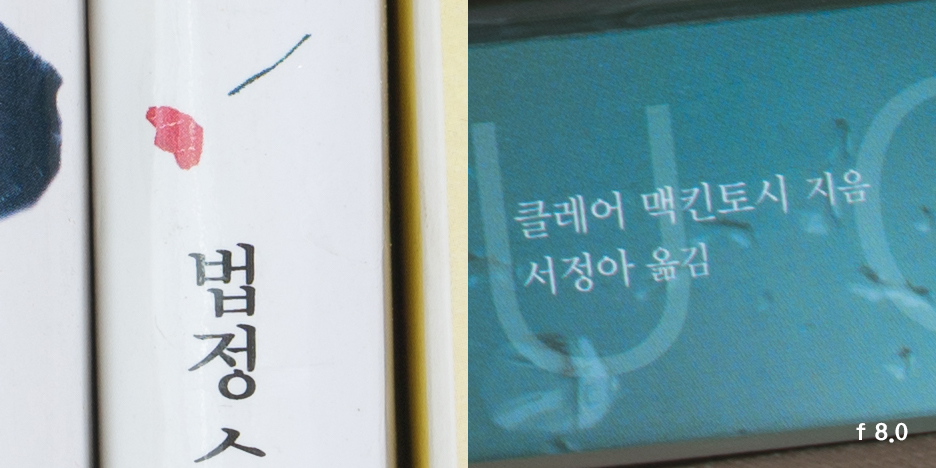 법정
클레어 맥킨토시 지음
서정아 옮김
f 8.0